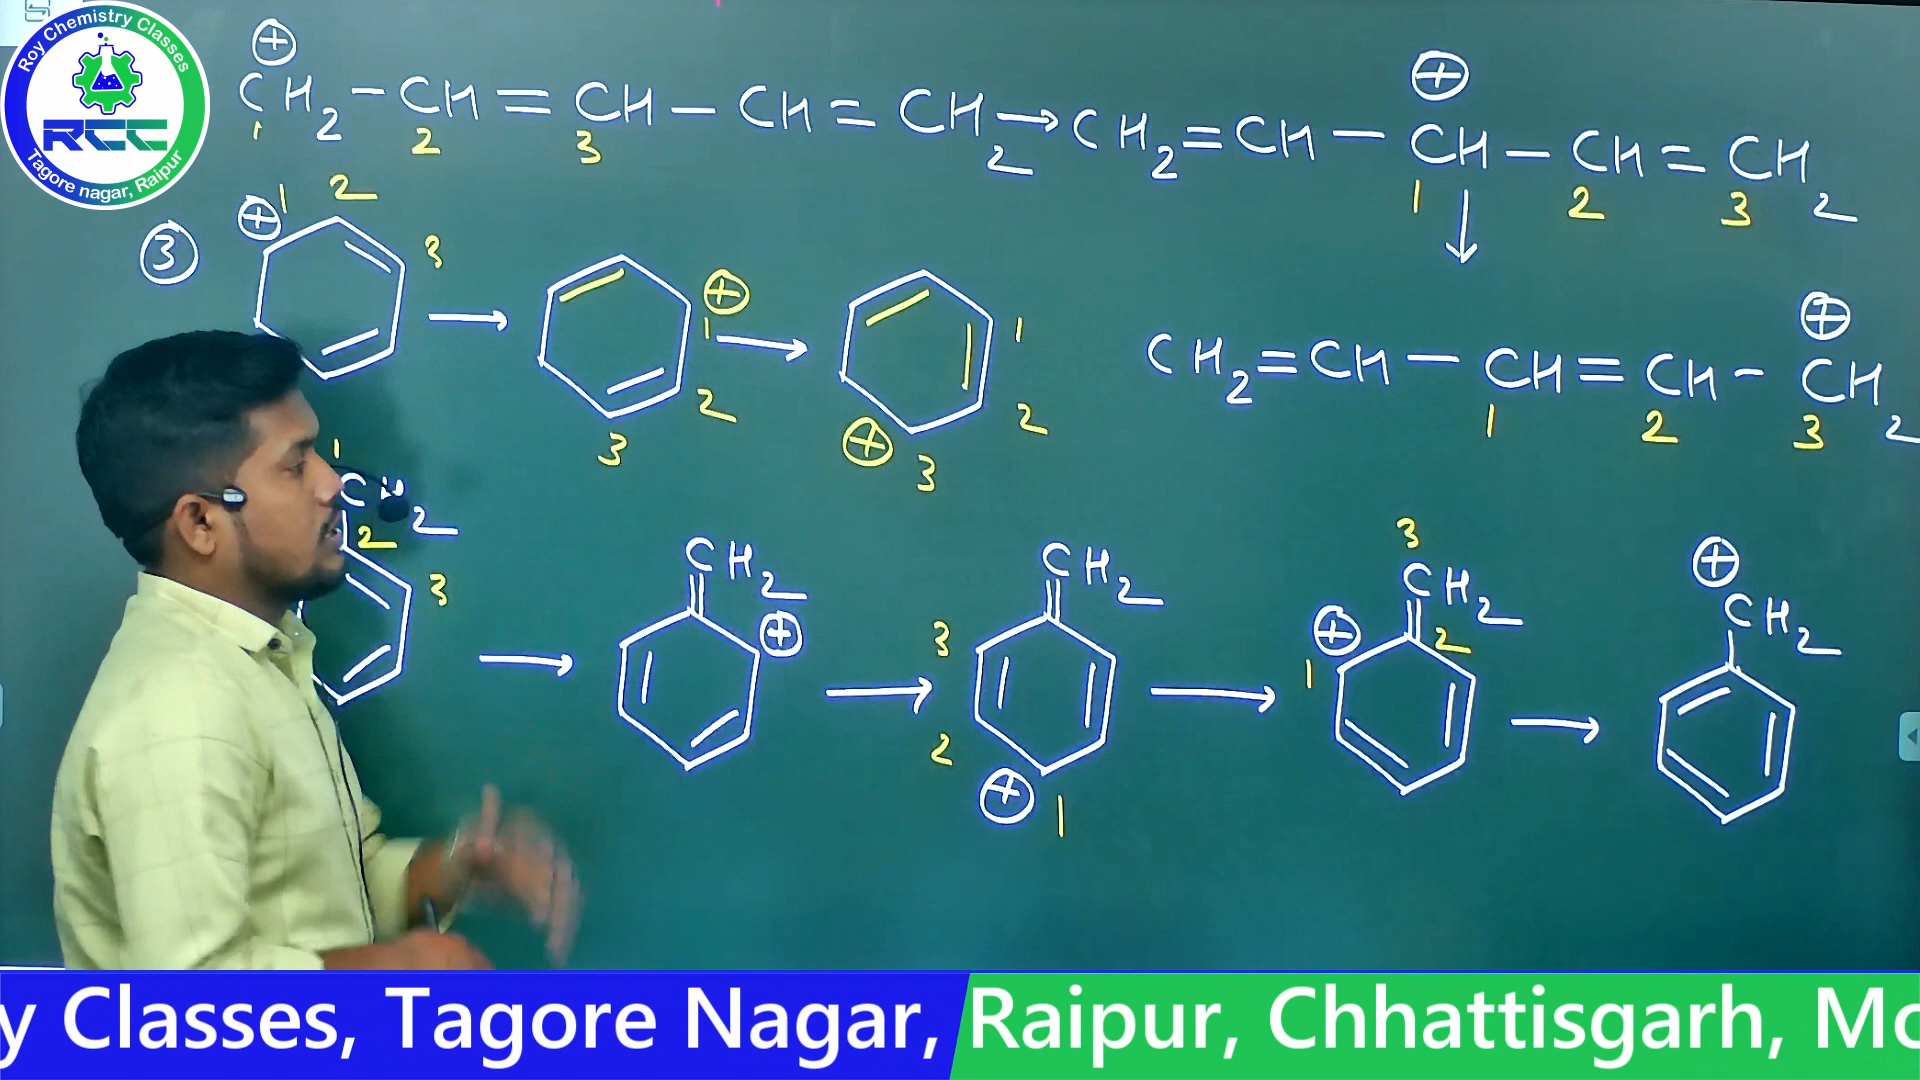 Roy Chemistry Classes
RCC
Tagore nagar, Raipur
⊕ CH2 - CH = CH - CH = CH2 → CH2 = CH - ⊕ CH - CH = CH2
1 2 3 1 2 3
↓
③ ⊕ 1 2 3 → ⊕ 1 2 3 → 1 2 ⊕ 3
CH2 = CH - CH = CH - ⊕ CH2
1 2 3
1 CH2 2 3 → CH2 ⊕ → CH2 3 2 ⊕ 1 → 3 CH2 ⊕ 2 1 → ⊕ CH2
y Classes, Tagore Nagar, Raipur, Chhattisgarh, Mo